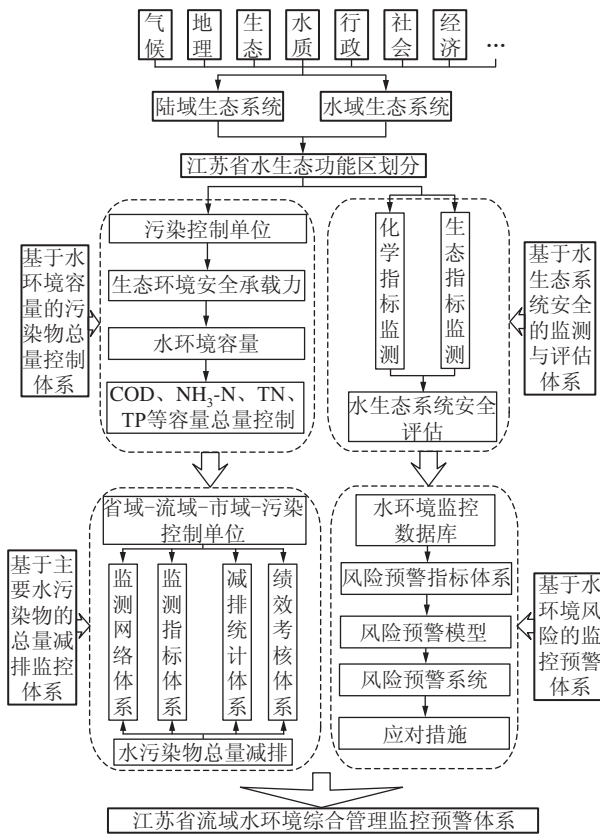 气候 地理 生态 水质 行政 社会 经济 …
陆域生态系统 水域生态系统
江苏省水生态功能区划分
基于水
环境容
量的污
染物总
量控制
体系
污染控制单位
生态环境安全承载力
水环境容量
COD、NH₃-N、TN、
TP等容量总量控制
化学指标监测
生态指标监测
水生态系统安全
评估
基于水
生态系
统安全
的监测
与评估
体系
基于主
要水污
染物的
总量减
排监控
体系
省域-流域-市域-污染
控制单位
监测网络体系
监测指标体系
减排统计体系
绩效考核体系
水污染物总量减排
水环境监控
数据库
风险预警指标体系
风险预警模型
风险预警系统
应对措施
基于水
环境风
险的监
控预警
体系
江苏省流域水环境综合管理监控预警体系